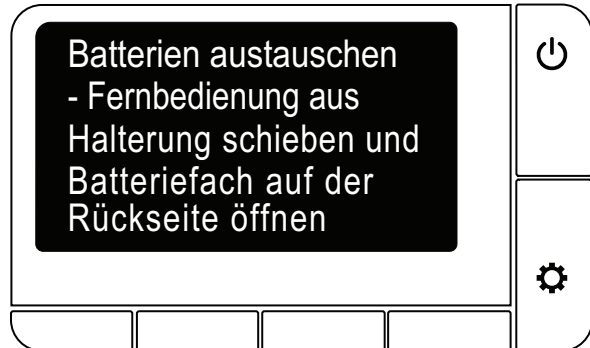 Batterien austauschen
- Fernbedienung aus
Halterung schieben und
Batteriefach auf der
Rückseite öffnen